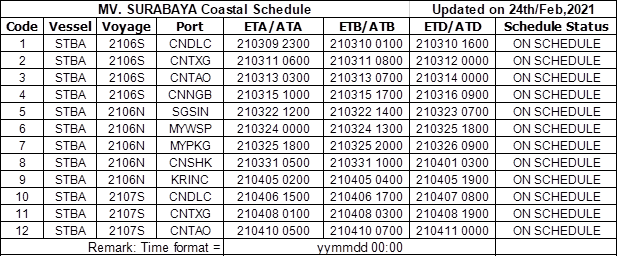 MV. SURABAYA Coastal Schedule Updated on 24th/Feb,2021
Code Vessel Voyage Port ETA/ATA ETB/ATB ETD/ATD Schedule Status
1 STBA 2106S CNDLC 210309 2300 210310 0100 210310 1600 ON SCHEDULE
2 STBA 2106S CNTXG 210311 0600 210311 0800 210312 0000 ON SCHEDULE
3 STBA 2106S CNTAO 210313 0300 210313 0700 210314 0000 ON SCHEDULE
4 STBA 2106S CNNGB 210315 1000 210315 1700 210316 0900 ON SCHEDULE
5 STBA 2106N SGSIN 210322 1200 210322 1400 210323 0700 ON SCHEDULE
6 STBA 2106N MYWSP 210324 0000 210324 1300 210325 1800 ON SCHEDULE
7 STBA 2106N MYPKG 210325 1800 210325 2000 210326 0900 ON SCHEDULE
8 STBA 2106N CNSHK 210331 0500 210331 1000 210401 0300 ON SCHEDULE
9 STBA 2106N KRINC 210405 0200 210405 0400 210405 1900 ON SCHEDULE
10 STBA 2107S CNDLC 210406 1500 210406 1700 210407 0800 ON SCHEDULE
11 STBA 2107S CNTXG 210408 0100 210408 0300 210408 1900 ON SCHEDULE
12 STBA 2107S CNTAO 210410 0500 210410 0700 210411 0000 ON SCHEDULE
Remark: Time format = yymmdd 00:00